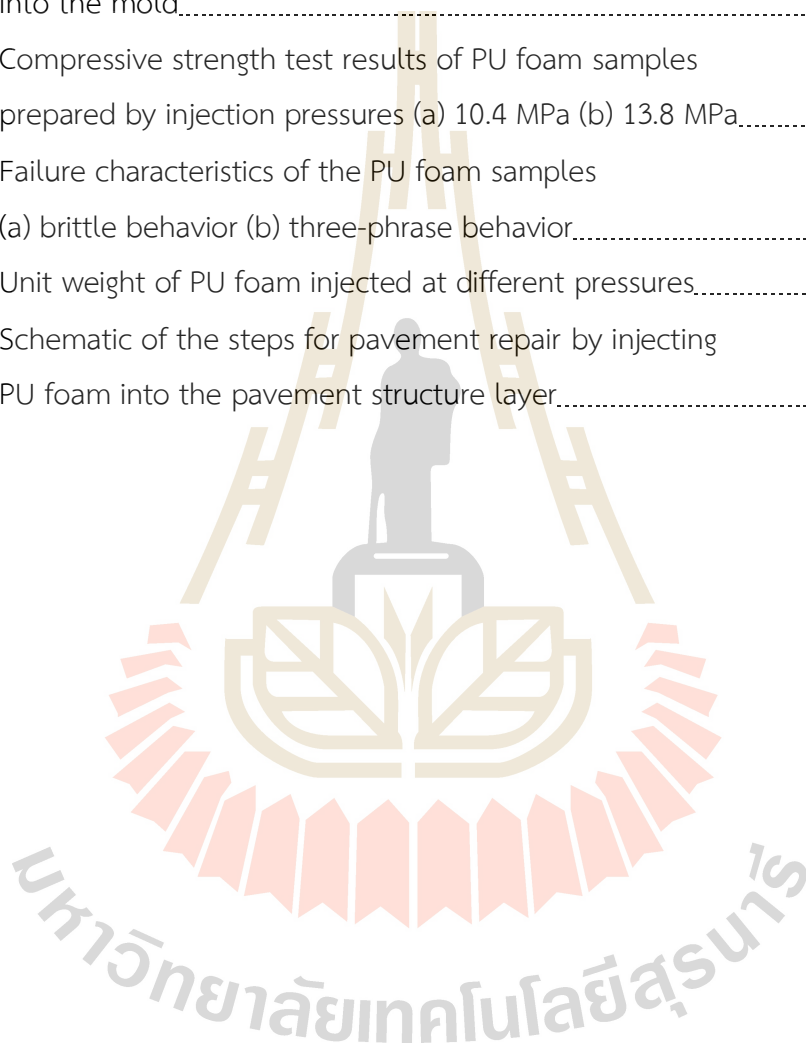 into the mold
Compressive strength test results of PU foam samples
prepared by injection pressures (a) 10.4 MPa (b) 13.8 MPa
Failure characteristics of the PU foam samples
(a) brittle behavior (b) three-phrase behavior
Unit weight of PU foam injected at different pressures
Schematic of the steps for pavement repair by injecting
PU foam into the pavement structure layer
มหาวิทยาลัยเทคโนโลยีสุรนารี